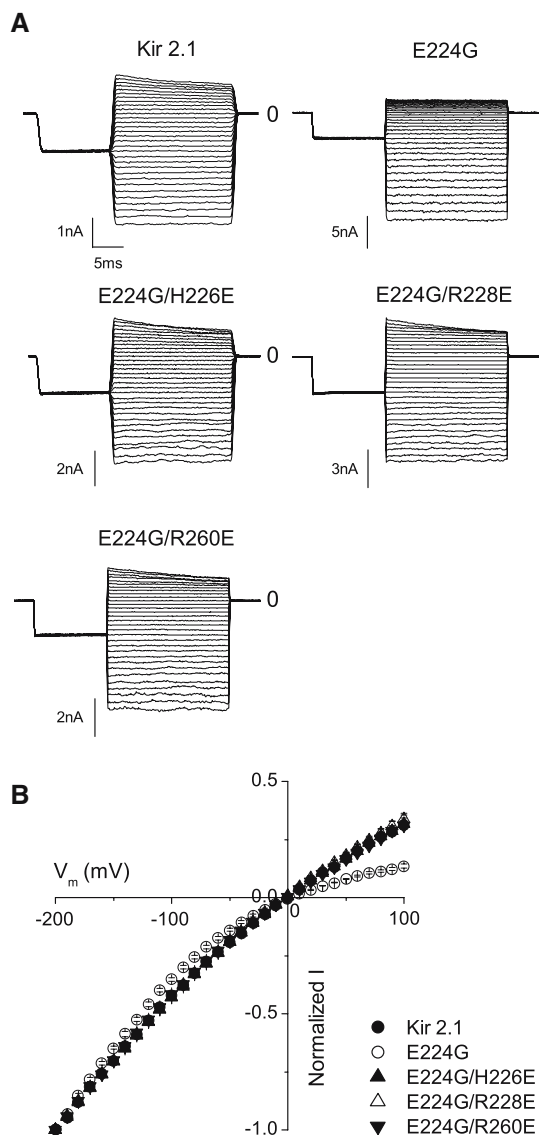 A
Kir 2.1
E224G
0
1nA
5ms
5nA
E224G/H226E
E224G/R228E
0
2nA
3nA
E224G/R260E
0
2nA
B
0.5
V_m (mV)
0.0
-200
-100
0
100
-0.5
-1.0
Normalized I
Kir 2.1
E224G
E224G/H226E
E224G/R228E
E224G/R260E